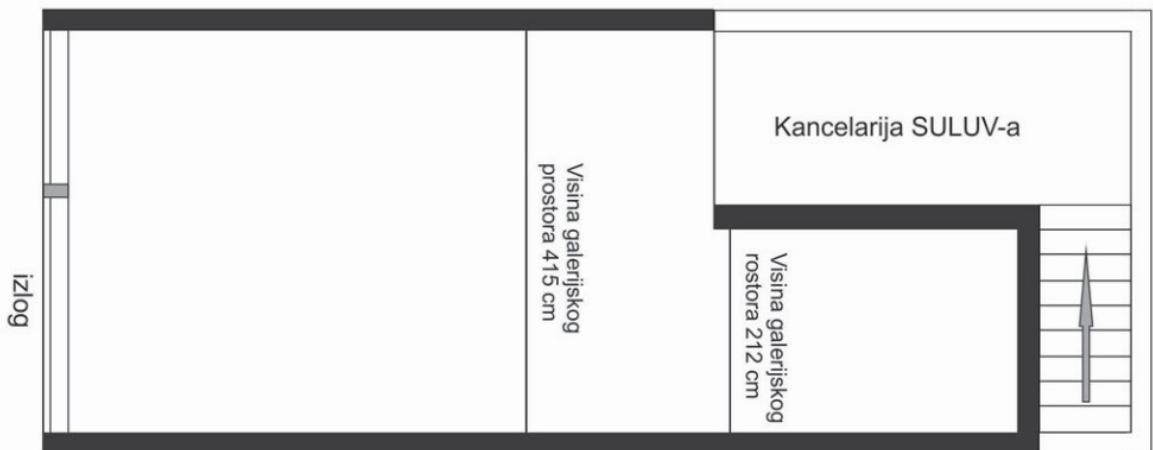 izlog
Visina galerijskog
prostora 415 cm
Kancelarija SULUV-a
Visina galerijskog
rostora 212 cm